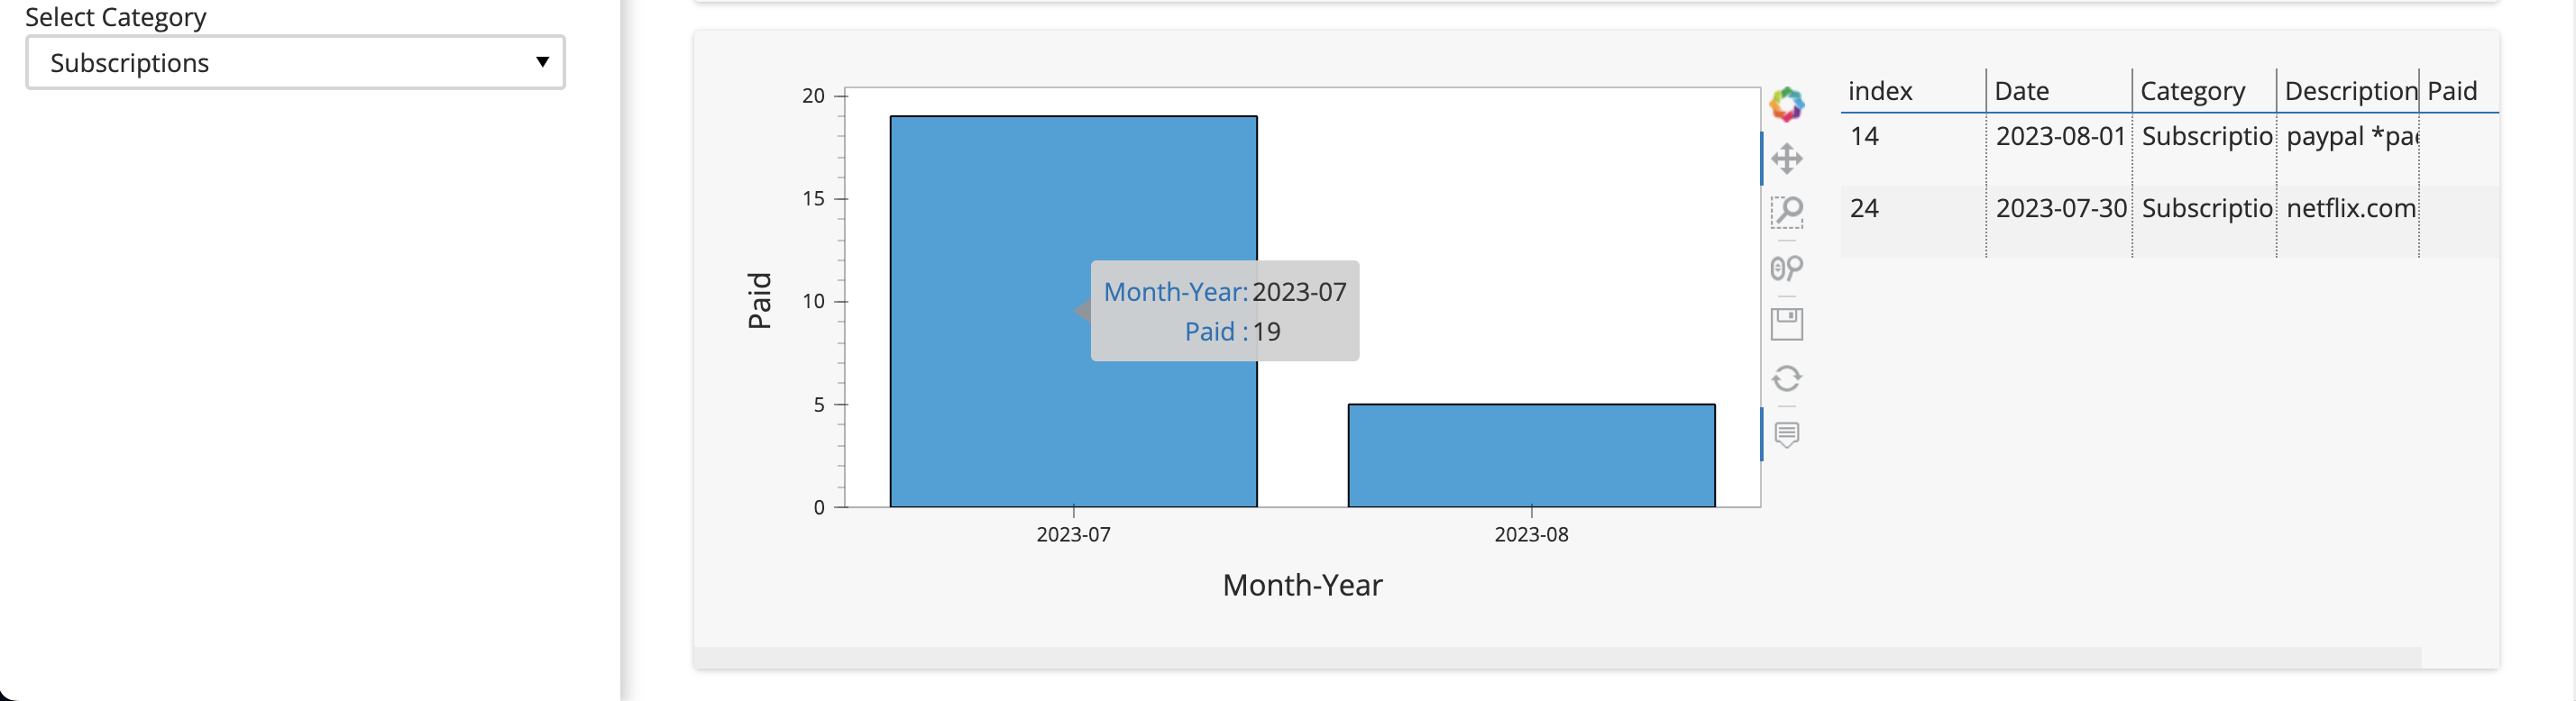 Select Category
Subscriptions
20
15
10
5
0
Paid
Month-Year: 2023-07
Paid : 19
2023-07 2023-08
Month-Year
index Date Category Description Paid
14 2023-08-01 Subscriptio paypal *pa
24 2023-07-30 Subscriptio netflix.com